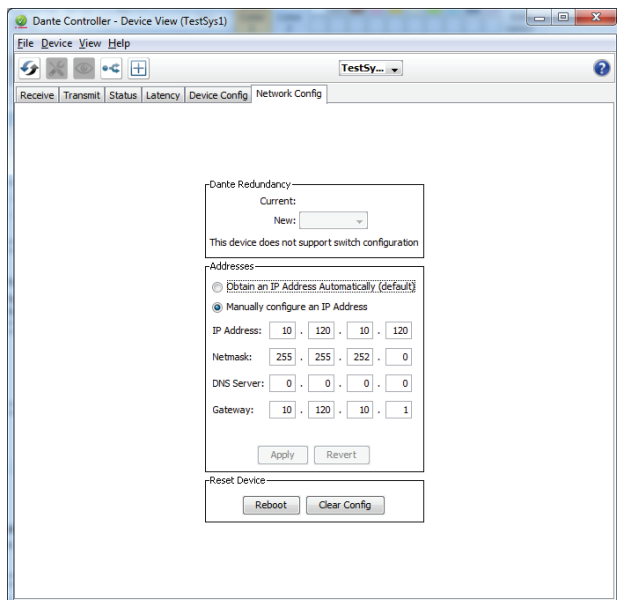 Dante Controller - Device View (TestSys1)
File Device View Help
TestSy...
Receive Transmit Status Latency Device Config Network Config
Dante Redundancy
Current:
New:
This device does not support switch configuration
Addresses
Obtain an IP Address Automatically (default)
Manually configure an IP Address
IP Address: 10 . 120 . 10 . 120
Netmask: 255 . 255 . 252 . 0
DNS Server: 0 . 0 . 0 . 0
Gateway: 10 . 120 . 10 . 1
Apply Revert
Reset Device
Reboot Clear Config